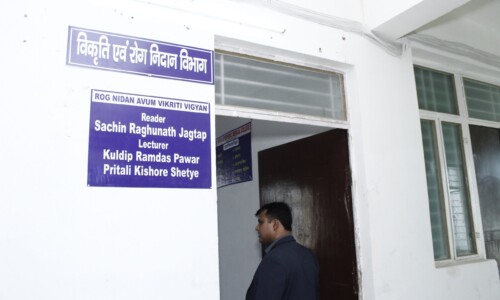 विकृति एवं रोग निदान विभाग
ROG NIDAN AVUM VIKRITI VIGYAN
Reader
Sachin Raghunath Jagtap
Lecturer
Kuldip Ramdas Pawar
Pritali Kishore Shetye